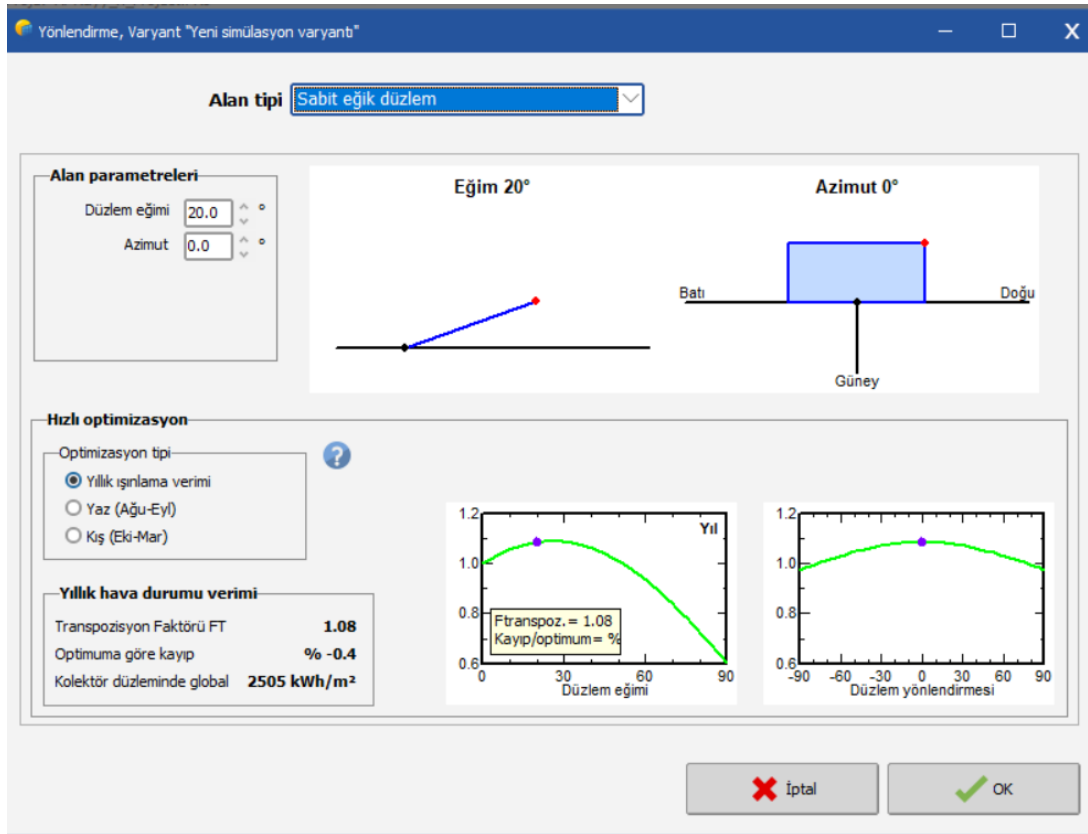 Yönlendirme, Varyant "Yeni simülasyon varyantı"
Alan tipi Sabit eğik düzlem
Alan parametreleri
Düzlem eğimi 20.0 °
Azimut 0.0 °
Eğim 20°
Azimut 0°
Batı
Doğu
Güney
Hızlı optimizasyon
Optimizasyon tipi
Yıllık ışınlama verimi
Yaz (Ağu-Eyl)
Kış (Eki-Mar)
?
Yıllık hava durumu verimi
Transpozisyon Faktörü FT 1.08
Optimuma göre kayıp % -0.4
Kolektör düzleminde global 2505 kWh/m²
1.2
1.0
0.8
0.6
Yıl
Ftranspoz.= 1.08
Kayıp/optimum= %
0 30 60 90
Düzlem eğimi
1.2
1.0
0.8
0.6
-90 -60 -30 0 30 60 90
Düzlem yönlendirmesi
İptal
OK